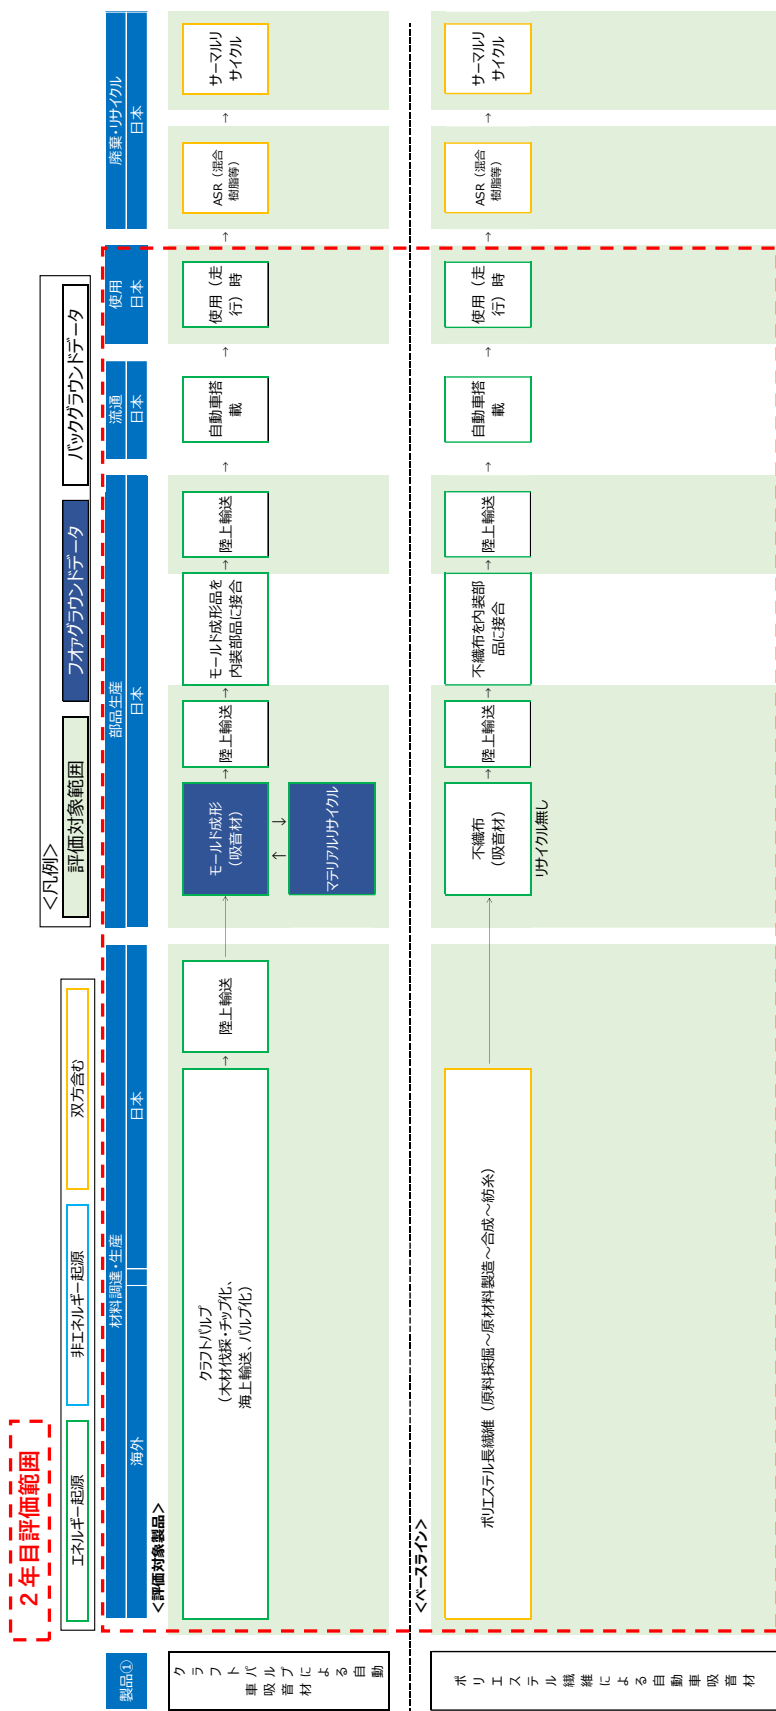 ２年目評価範囲
エネルギー起源
非エネルギー起源
双方含む
＜凡例＞
評価対象範囲
フオァグラウンドデータ
バックグラウンドデータ
製品①
材料調達・生産
部品生産
流通
使用
廃棄・リサイクル
海外
日本
日本
日本
日本
日本
＜評価対象製品＞
クラフトパルプによる自動
車吸音材
クラフトパルプ
（木材伐採・チップ化、
海上輸送、パルプ化）
→
陸上輸送
→
モールド成形
（吸音材）
↑
↓
マテリアルリサイクル
→
陸上輸送
→
モールド成形品を
内装部品に接合
→
陸上輸送
→
自動車搭
載
→
使用（走
行）時
→
ASR（混合
樹脂等）
→
サーマルリ
サイクル
＜ベースライン＞
ポリエステル繊維による自動車吸音材
ポリエステル長繊維（原料採掘～原材料製造～合成～紡糸）
→
不織布
（吸音材）
リサイクル無し
→
陸上輸送
→
不織布を内装部
品に接合
→
陸上輸送
→
自動車搭
載
→
使用（走
行）時
→
ASR（混合
樹脂等）
→
サーマルリ
サイクル